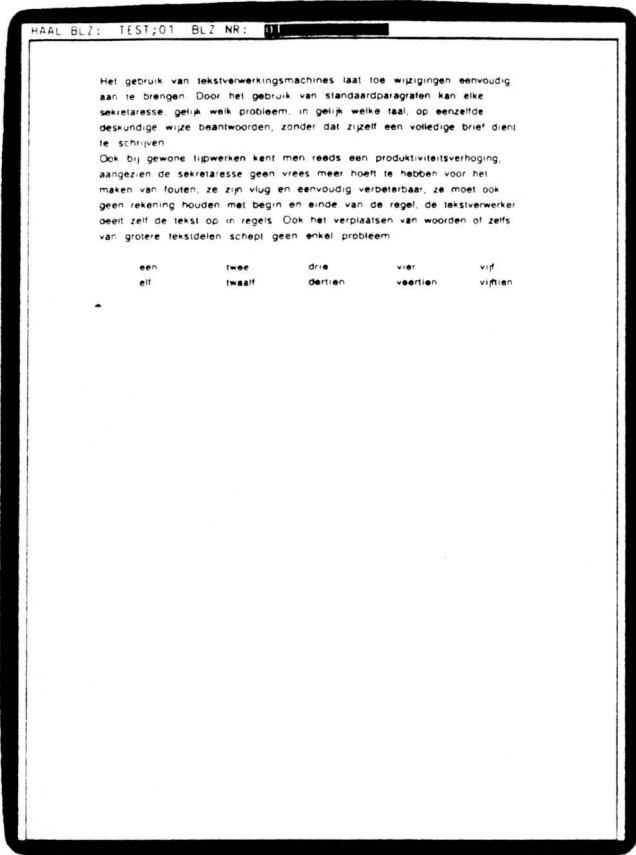 HAAL BLZ: TEST;01 BLZ NR: 01
Het gebruik van tekstverwerkingsmachines laat toe wijzigingen eenvoudig
aan te brengen. Door het gebruik van standaardparagrafen kan elke
sekretaresse, gelijk welk probleem, in gelijk welke taal, op eenzelfde
deskundige wijze beantwoorden, zonder dat zijzelf een volledige brief dient
te schrijven
Ook bij gewone tijpwerken kent men reeds een produktiviteitsverhoging,
aangezien de sekretaresse geen vrees meer hoeft te hebben voor het
maken van fouten, ze zijn vlug en eenvoudig verbeterbaar, ze moet ook
geen rekening houden met begin en einde van de regel, de tekstverwerker
deelt zelf de tekst op in regels. Ook het verplaatsen van woorden of zelfs
van grotere tekstdelen schept geen enkel probleem
een twee drie vier vijf
elf twaalf dertien veertien vijftien